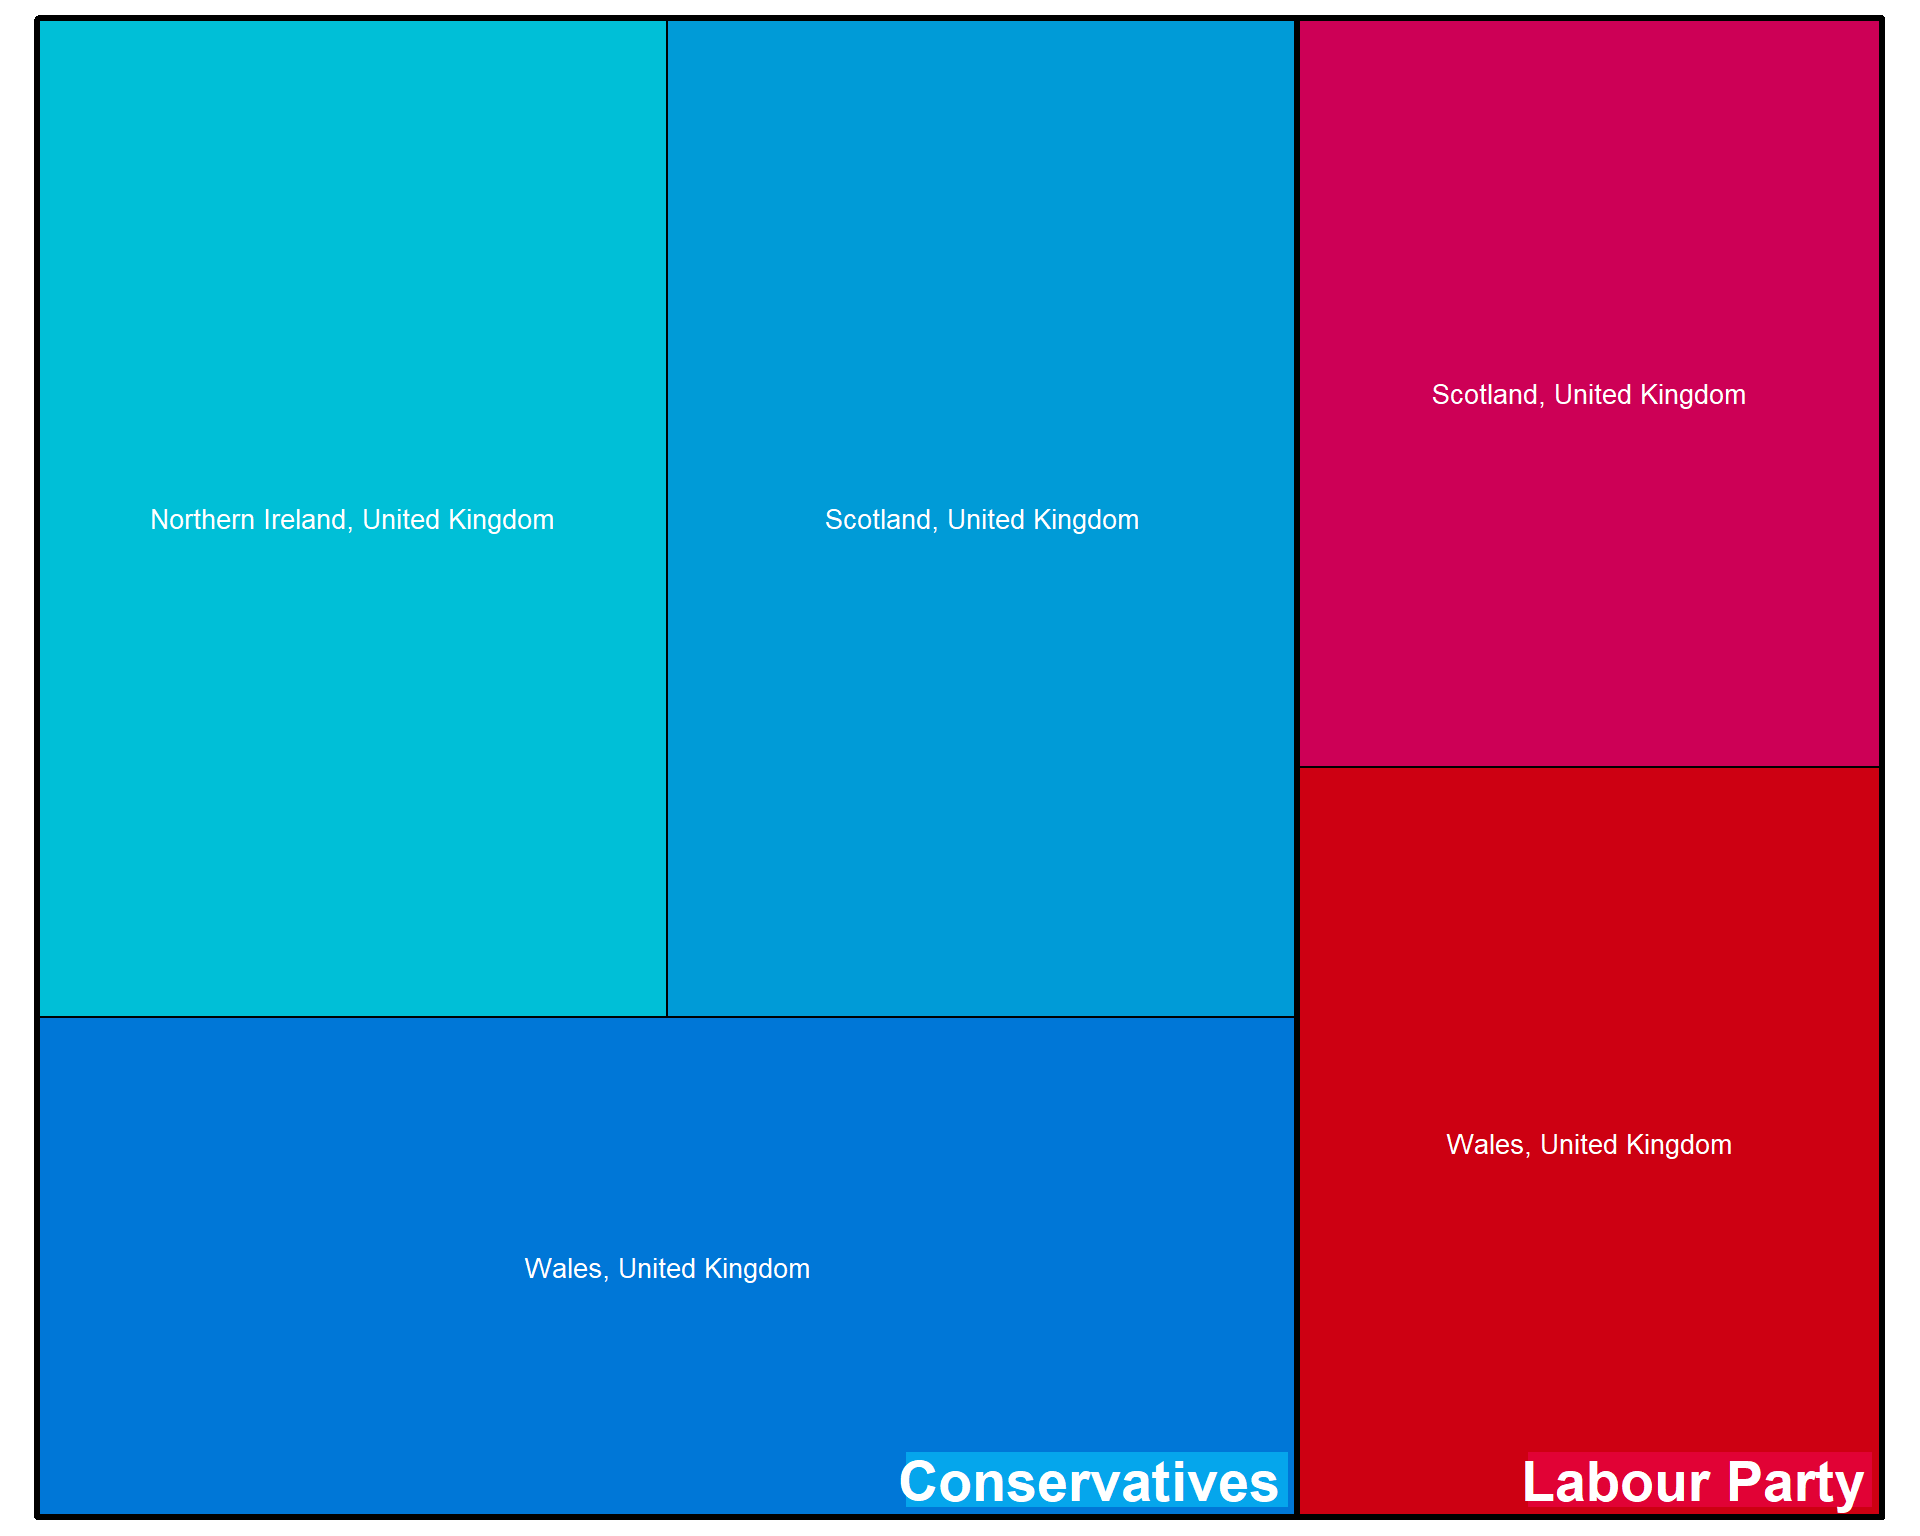 Northern Ireland, United Kingdom
Scotland, United Kingdom
Wales, United Kingdom
Conservatives
Scotland, United Kingdom
Wales, United Kingdom
Labour Party